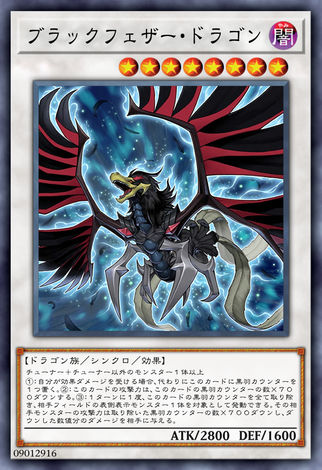 ブラックフェザー・ドラゴン
やみ
闇
【ドラゴン族/シンクロ/効果】
チューナー+チューナー以外のモンスター1体以上
①:自分が効果ダメージを受ける場合、代わりにこのカードに黒羽カウンターを
1つ置く。②:このカードの攻撃力は、このカードの黒羽カウンターの数×70
0ダウンする。③:1ターンに1度、このカードの黒羽カウンターを全て取り除
き、相手フィールドの表側表示モンスター1体を対象として発動できる。その相
手モンスターの攻撃力は取り除いた黒羽カウンターの数×700ダウンし、ダウ
ンした数値分のダメージを相手に与える。
ATK/2800 DEF/1600
09012916